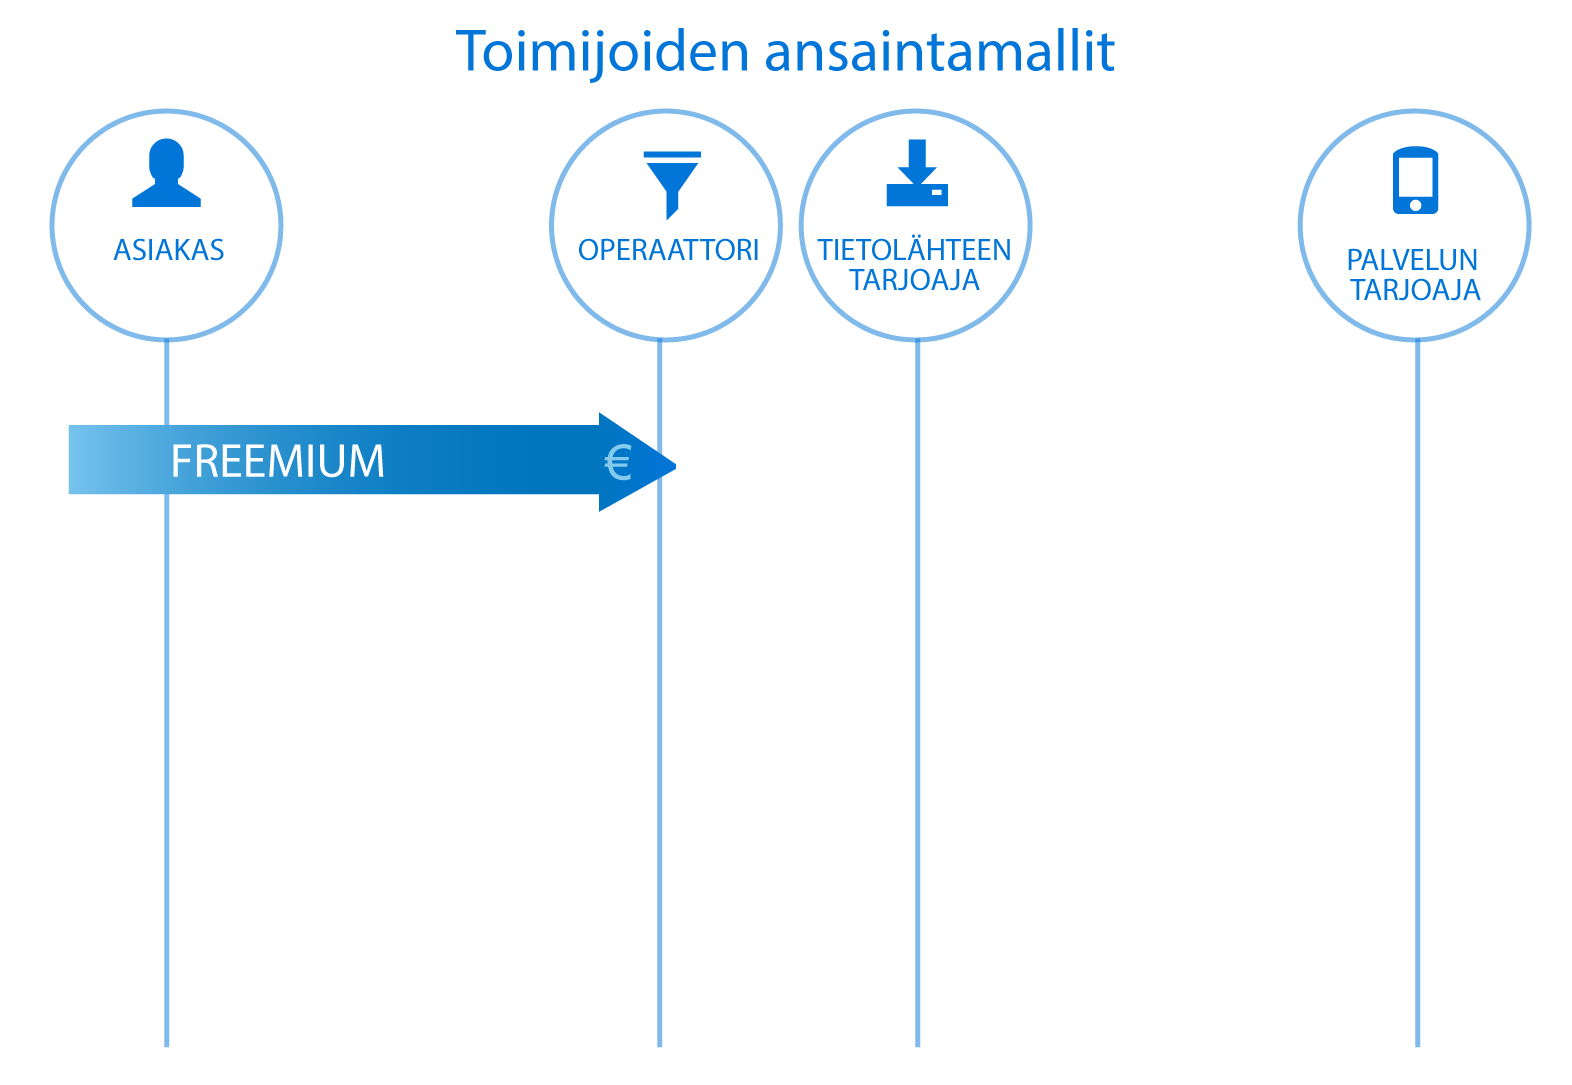 Toimijoiden ansaintamallit
ASIAKAS
OPERAATTORI
TIETOLÄHTEEN
TARJOAJA
PALVELUN
TARJOAJA
FREEMIUM €